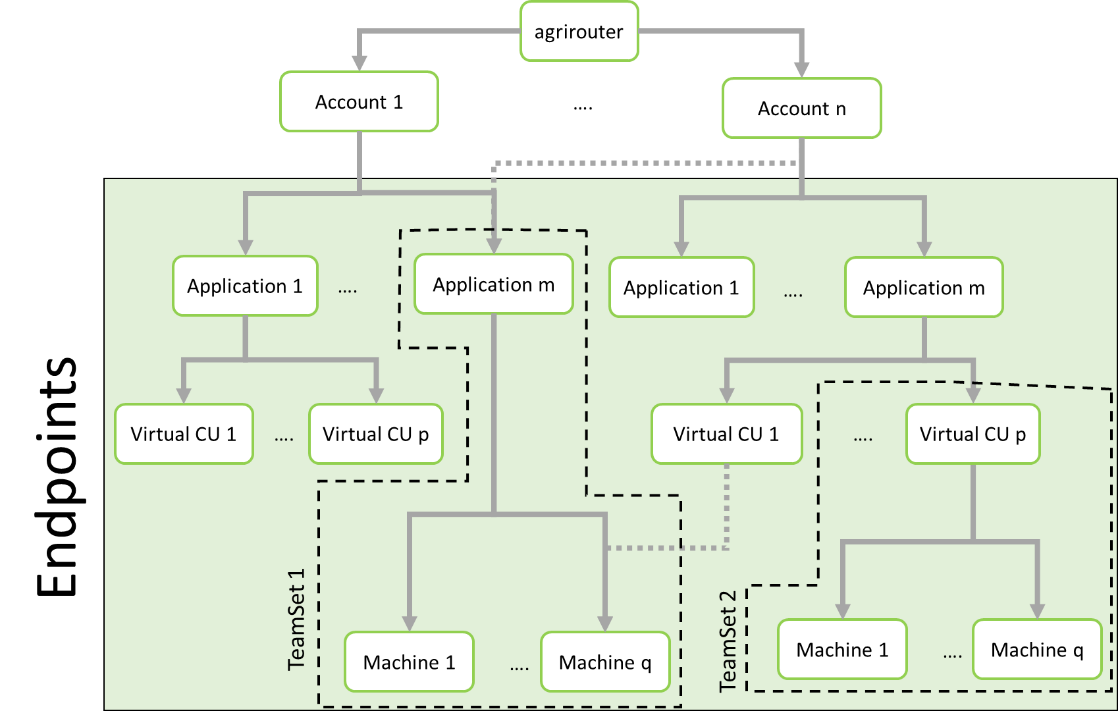 agrirouter
Account 1
....
Account n
Endpoints
Application 1
....
Application m
Application 1
....
Application m
Virtual CU 1
....
Virtual CU p
Virtual CU 1
....
Virtual CU p
TeamSet 1
Machine 1
....
Machine q
TeamSet 2
Machine 1
....
Machine q